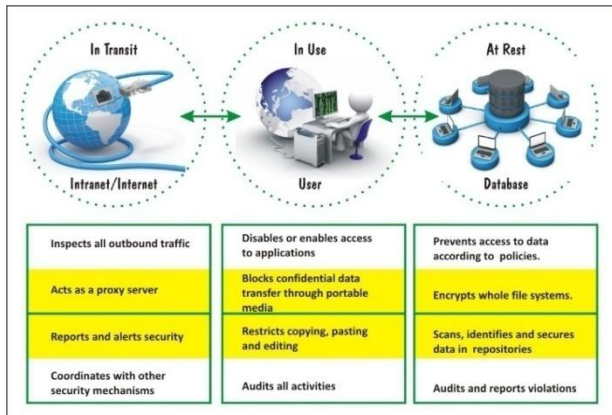 In Transit
In Use
At Rest
Intranet/Internet
User
Database
Inspects all outbound traffic
Acts as a proxy server
Reports and alerts security
Coordinates with other
security mechanisms
Disables or enables access
to applications
Blocks confidential data
transfer through portable
media
Restricts copying, pasting
and editing
Audits all activities
Prevents access to data
according to policies.
Encrypts whole file systems.
Scans, identifies and secures
data in repositories
Audits and reports violations